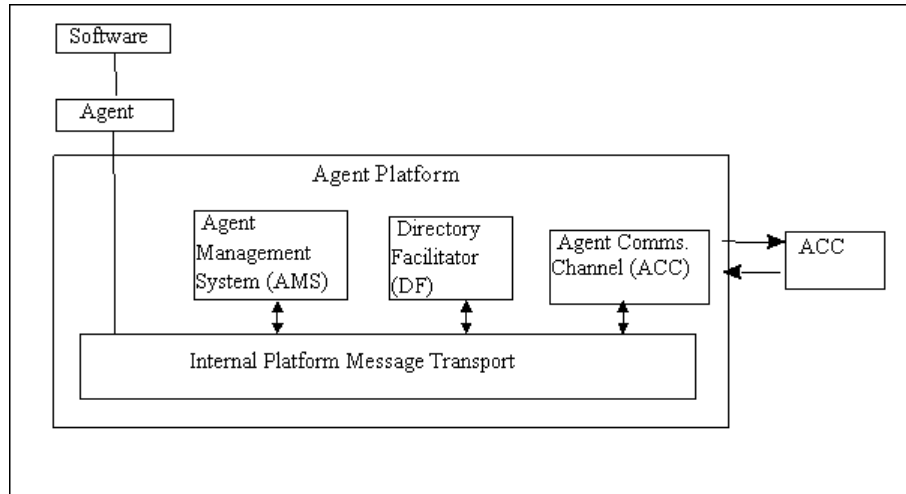 Software
Agent
Agent Platform
Agent
Management
System (AMS)
Directory
Facilitator
(DF)
Agent Comms.
Channel (ACC)
ACC
Internal Platform Message Transport